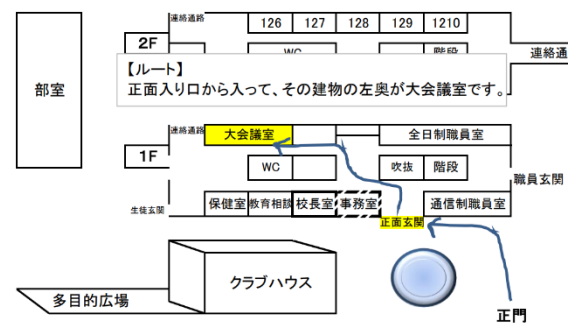 連絡通路
126
127
128
129
1210
2F
WC
階段
連絡通
部室
【ルート】
正面入り口から入って、その建物の左奥が大会議室です。
連絡通路
大会議室
全日制職員室
1F
WC
吹抜
階段
職員玄関
生徒玄関
保健室
教育相談
校長室
事務室
正面玄関
通信制職員室
クラブハウス
多目的広場
正門